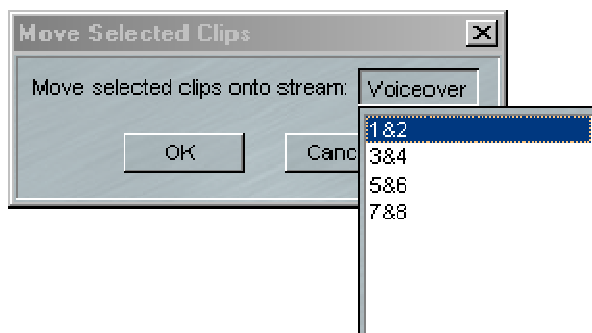 Move Selected Clips
Move selected clips onto stream: Voiceover
OK Canc
1&2
3&4
5&6
7&8